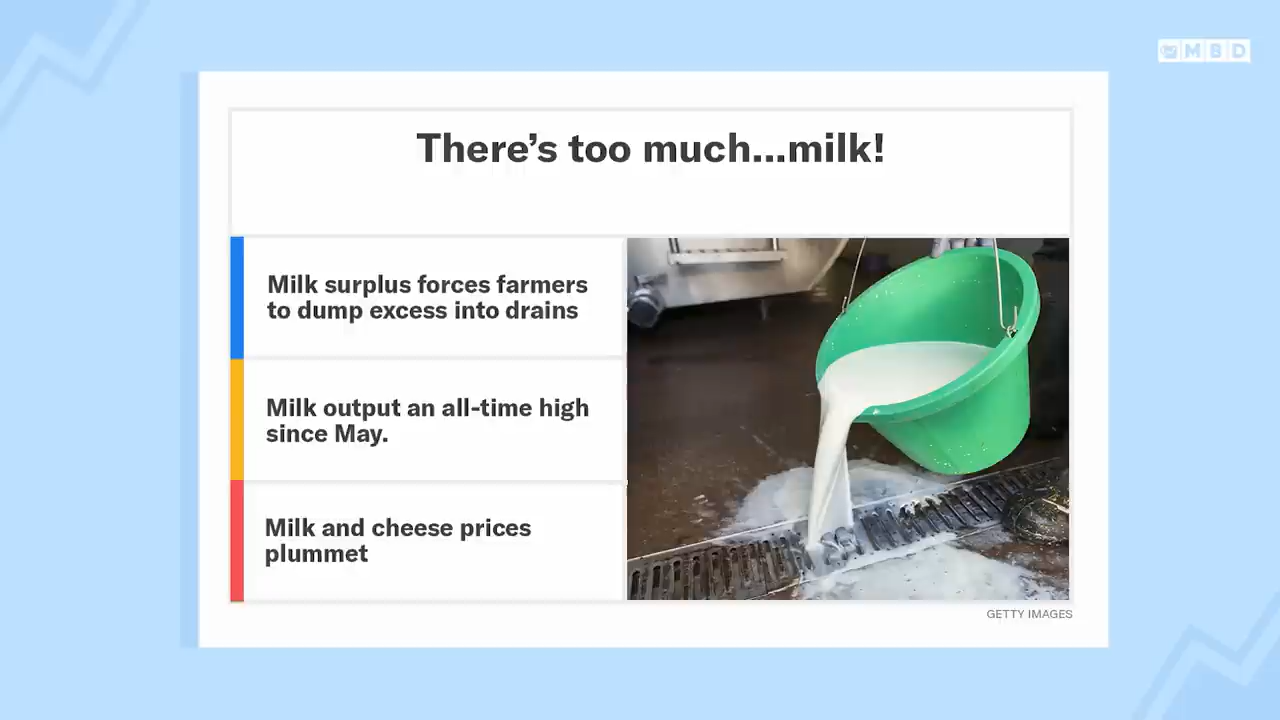 MBD
There's too much...milk!
Milk surplus forces farmers
to dump excess into drains
Milk output an all-time high
since May.
Milk and cheese prices
plummet
GETTY IMAGES